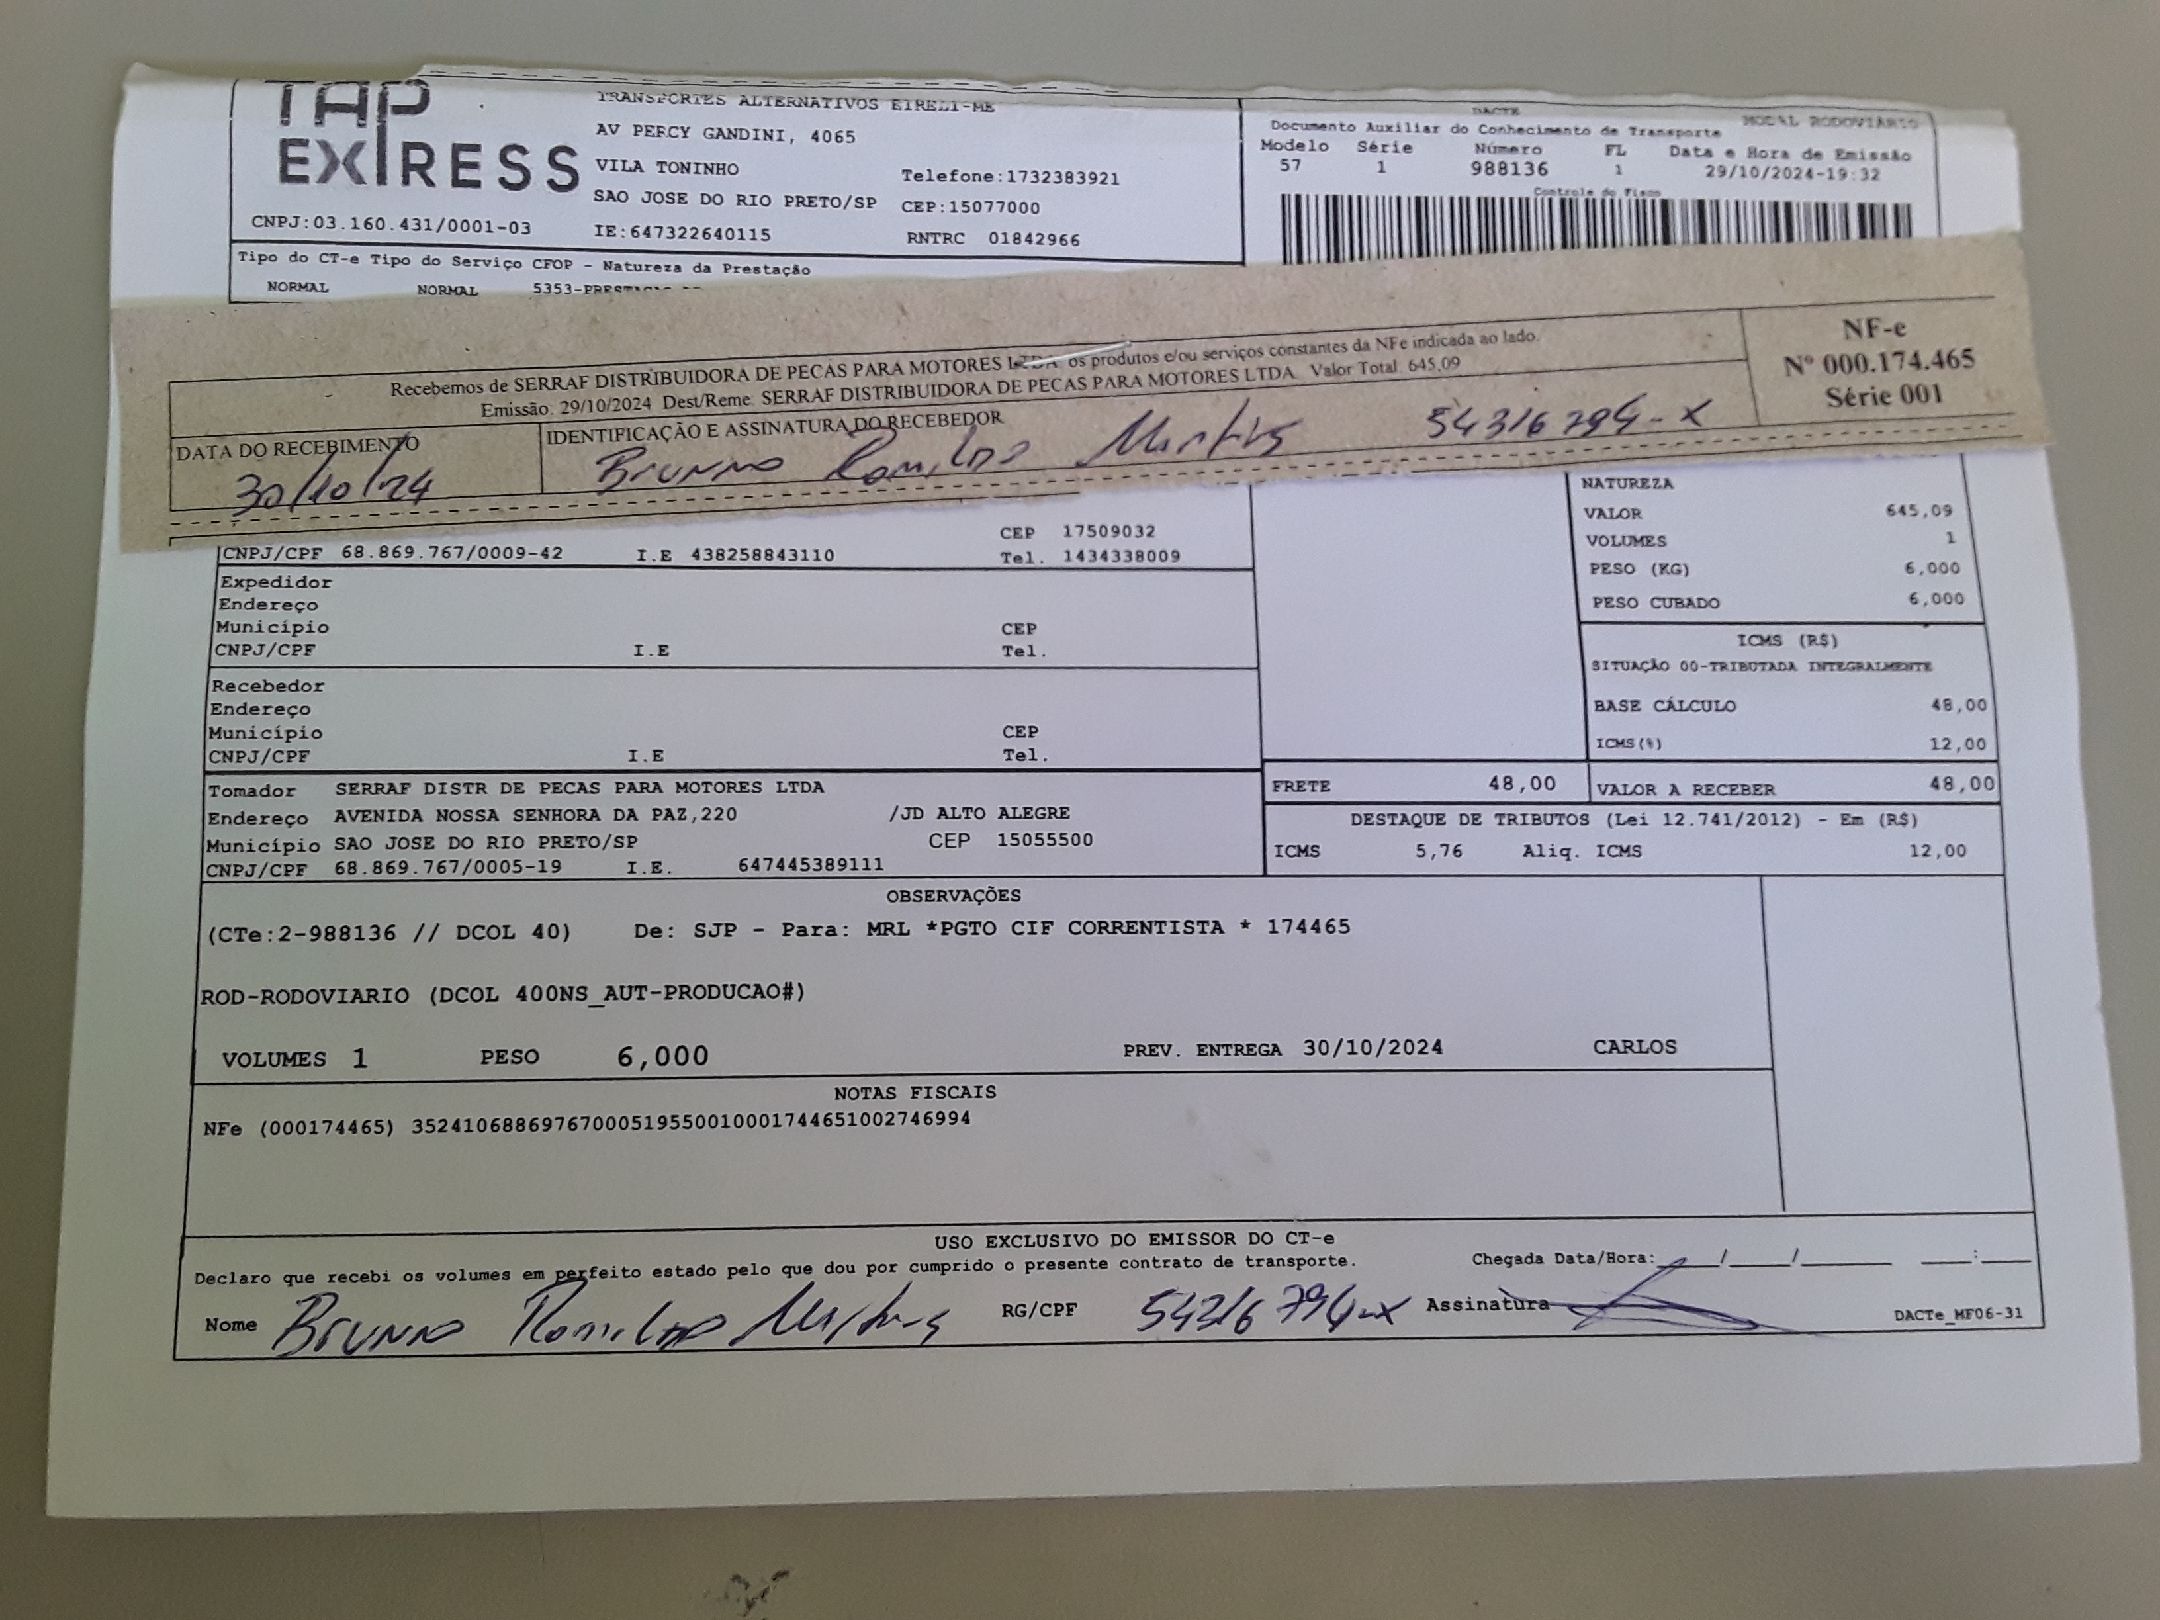 TAP
EXPRESS
TRANSPORTES ALTERNATIVOS EIRELI-ME
AV PERCY GANDINI, 4065
VILA TONINHO
Telefone:1732383921
SAO JOSE DO RIO PRETO/SP CEP:15077000
CNPJ:03.160.431/0001-03 IE:647322640115 RNTRC 01842966
DACTE MODAL RODOVIÁRIO
Documento Auxiliar do Conhecimento de Transporte
Modelo Série Número FL Data e Hora de Emissão
57 1 988136 1 29/10/2024-19:32
Controle do Fisco
Tipo do CT-e Tipo do Serviço CFOP - Natureza da Prestação
NORMAL NORMAL 5353-
Recebemos de SERRAF DISTRIBUIDORA DE PECAS PARA MOTORES LTDA os produtos e/ou serviços constantes da NFe indicada ao lado.
Emissão: 29/10/2024 Dest/Reme: SERRAF DISTRIBUIDORA DE PECAS PARA MOTORES LTDA Valor Total: 645,09
NF-e
Nº 000.174.465
Série 001
DATA DO RECEBIMENTO IDENTIFICAÇÃO E ASSINATURA DO RECEBEDOR
30/10/24 Brunno Romildo Martins 54316794-X
CEP 17509032
CNPJ/CPF 68.869.767/0009-42 I.E 438258843110 Tel. 1434338009
Expedidor
Endereço
Município CEP
CNPJ/CPF I.E Tel.
Recebedor
Endereço
Município CEP
CNPJ/CPF I.E Tel.
NATUREZA
VALOR 645,09
VOLUMES 1
PESO (KG) 6,000
PESO CUBADO 6,000
ICMS (R$)
SITUAÇÃO 00-TRIBUTADA INTEGRALMENTE
BASE CÁLCULO 48,00
ICMS(%) 12,00
Tomador SERRAF DISTR DE PECAS PARA MOTORES LTDA
Endereço AVENIDA NOSSA SENHORA DA PAZ,220 /JD ALTO ALEGRE
Município SAO JOSE DO RIO PRETO/SP CEP 15055500
CNPJ/CPF 68.869.767/0005-19 I.E. 647445389111
FRETE 48,00 VALOR A RECEBER 48,00
DESTAQUE DE TRIBUTOS (Lei 12.741/2012) - Em (R$)
ICMS 5,76 Aliq. ICMS 12,00
OBSERVAÇÕES
(CTe:2-988136 // DCOL 40) De: SJP - Para: MRL *PGTO CIF CORRENTISTA * 174465
ROD-RODOVIARIO (DCOL 400NS_AUT-PRODUCAO#)
VOLUMES 1 PESO 6,000 PREV. ENTREGA 30/10/2024 CARLOS
NOTAS FISCAIS
NFe (000174465) 35241068869767000519550010001744651002746994
USO EXCLUSIVO DO EMISSOR DO CT-e
Declaro que recebi os volumes em perfeito estado pelo que dou por cumprido o presente contrato de transporte. Chegada Data/Hora:____/____/______ ___:___
Nome Brunno Romildo Martins RG/CPF 54316794-X Assinatura DACTe_MF06-31